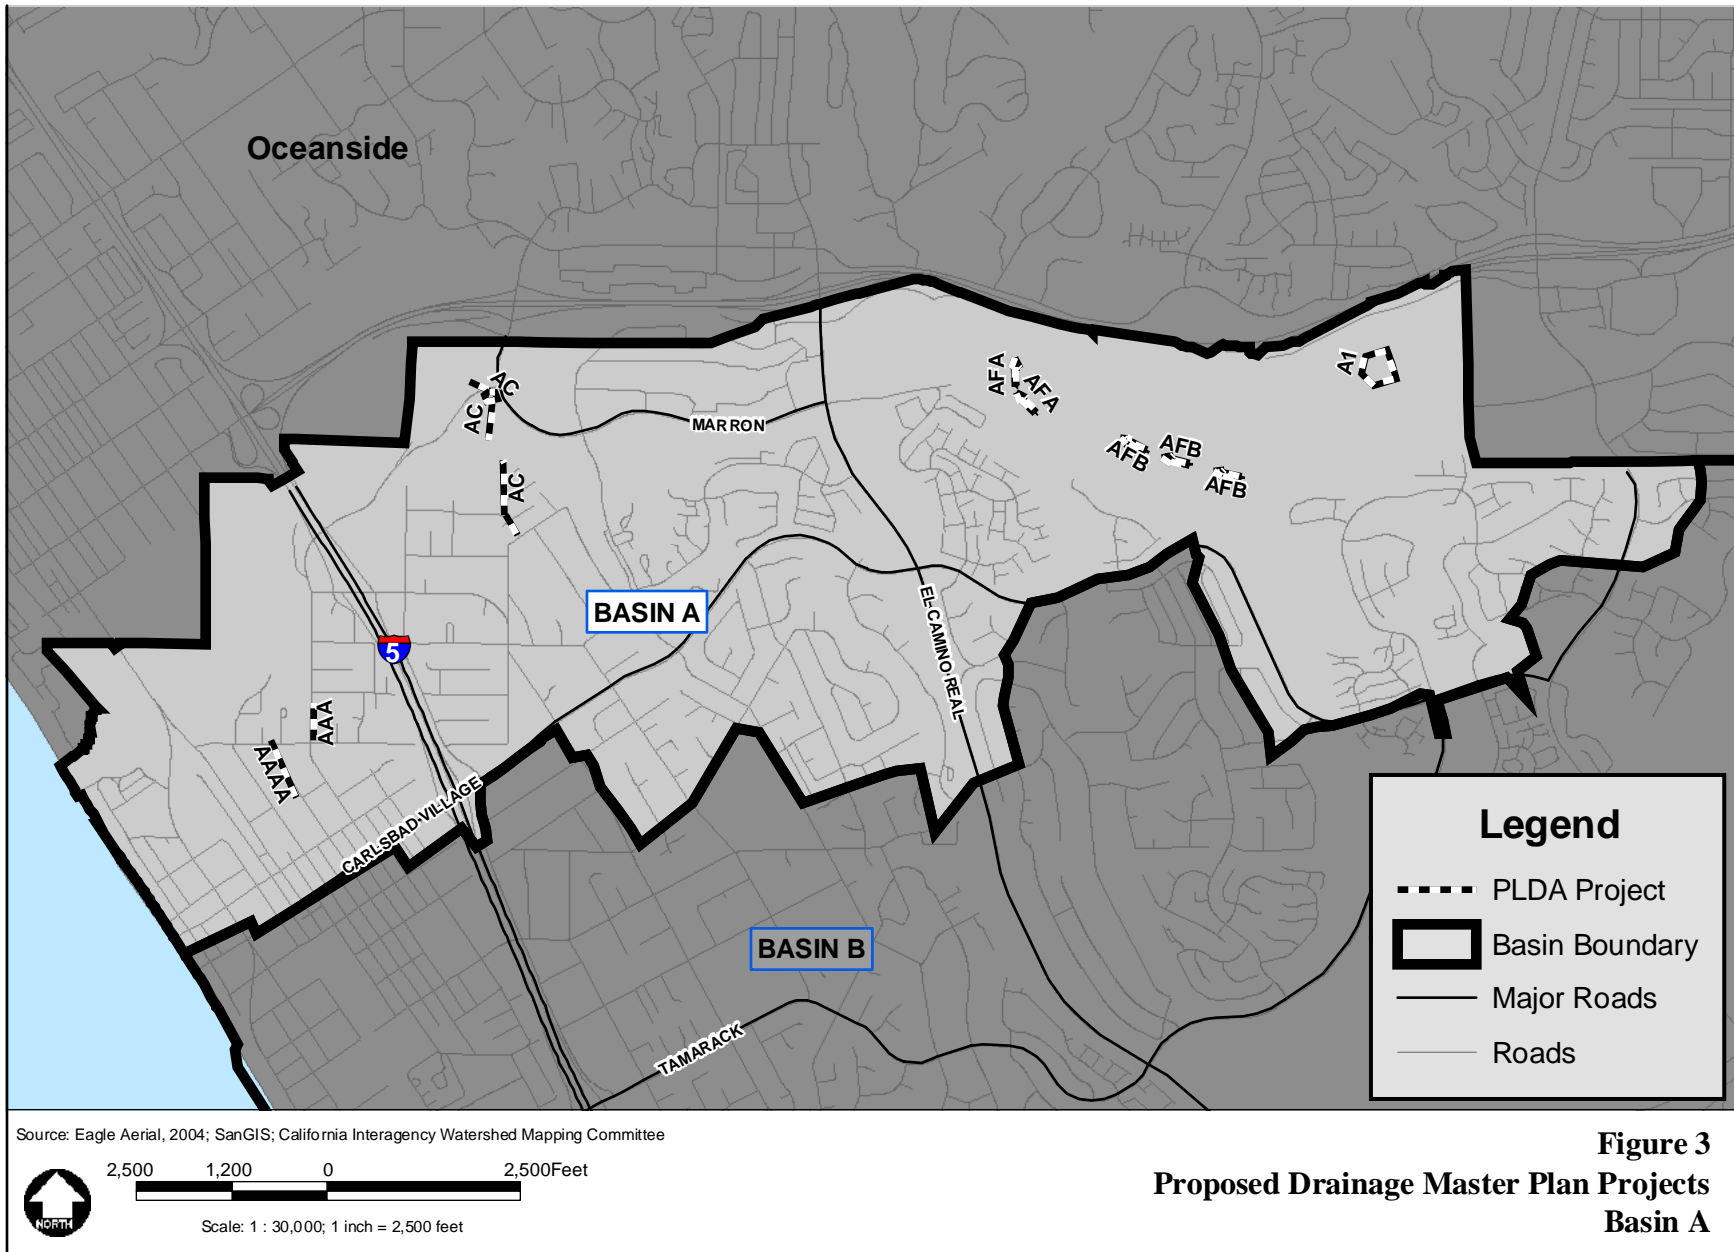 Oceanside
AC
AC
AC
MARRON
AFA
AFA
AFB
AFB
AFB
A1
BASIN A
5
EL CAMINO REAL
AAA
AAAA
CARLSBAD VILLAGE
BASIN B
TAMARACK
Legend
PLDA Project
Basin Boundary
Major Roads
Roads
Source: Eagle Aerial, 2004; SanGIS; California Interagency Watershed Mapping Committee
2,500 1,200 0 2,500Feet
NORTH
Scale: 1 : 30,000; 1 inch = 2,500 feet
Figure 3
Proposed Drainage Master Plan Projects
Basin A